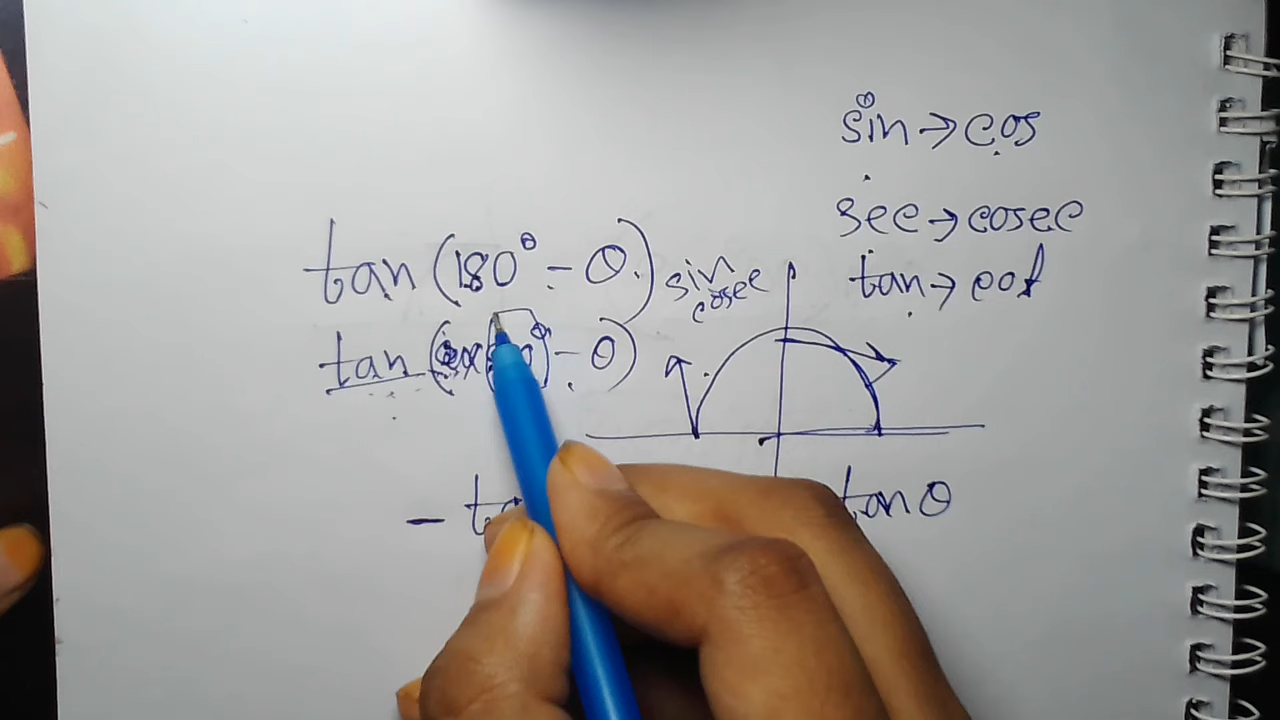 sin → cos
sec → cosec
tan → cot
tan (180° - θ)
sin
cosec
tan ( - θ)
-
tan θ